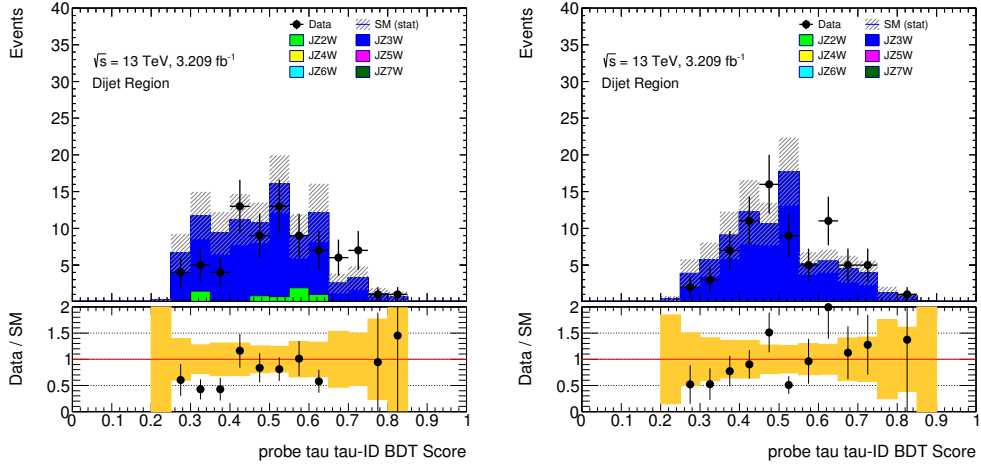 Events
40
35
30
25
20
15
10
5
√s = 13 TeV, 3.209 fb⁻¹
Dijet Region
Data
SM (stat)
JZ2W
JZ3W
JZ4W
JZ5W
JZ6W
JZ7W
Data / SM
2
1.5
1
0.5
0
0 0.1 0.2 0.3 0.4 0.5 0.6 0.7 0.8 0.9 1
probe tau tau-ID BDT Score
Events
40
35
30
25
20
15
10
5
√s = 13 TeV, 3.209 fb⁻¹
Dijet Region
Data
SM (stat)
JZ2W
JZ3W
JZ4W
JZ5W
JZ6W
JZ7W
Data / SM
2
1.5
1
0.5
0
0 0.1 0.2 0.3 0.4 0.5 0.6 0.7 0.8 0.9 1
probe tau tau-ID BDT Score